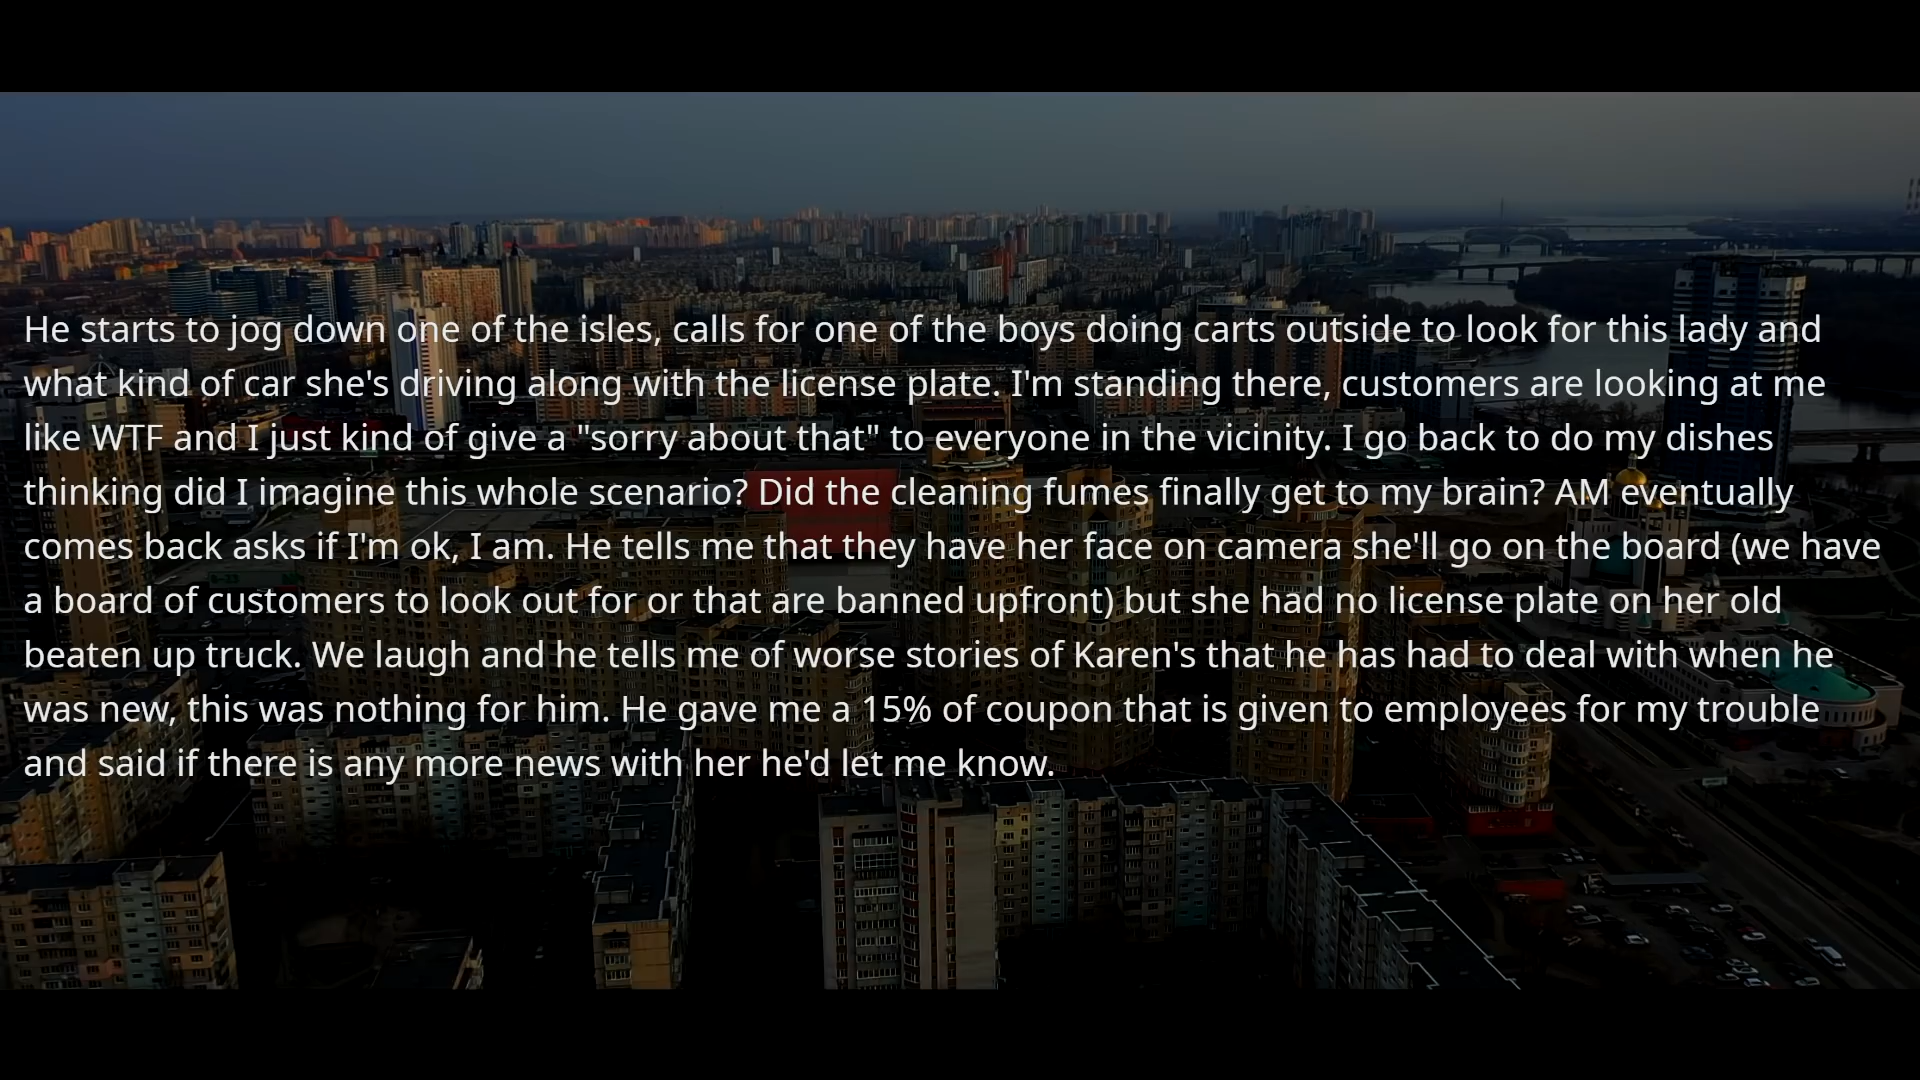 He starts to jog down one of the isles, calls for one of the boys doing carts outside to look for this lady and
what kind of car she's driving along with the license plate. I'm standing there, customers are looking at me
like WTF and I just kind of give a "sorry about that" to everyone in the vicinity. I go back to do my dishes
thinking did I imagine this whole scenario? Did the cleaning fumes finally get to my brain? AM eventually
comes back asks if I'm ok, I am. He tells me that they have her face on camera she'll go on the board (we have
a board of customers to look out for or that are banned upfront) but she had no license plate on her old
beaten up truck. We laugh and he tells me of worse stories of Karen's that he has had to deal with when he
was new, this was nothing for him. He gave me a 15% of coupon that is given to employees for my trouble
and said if there is any more news with her he'd let me know.